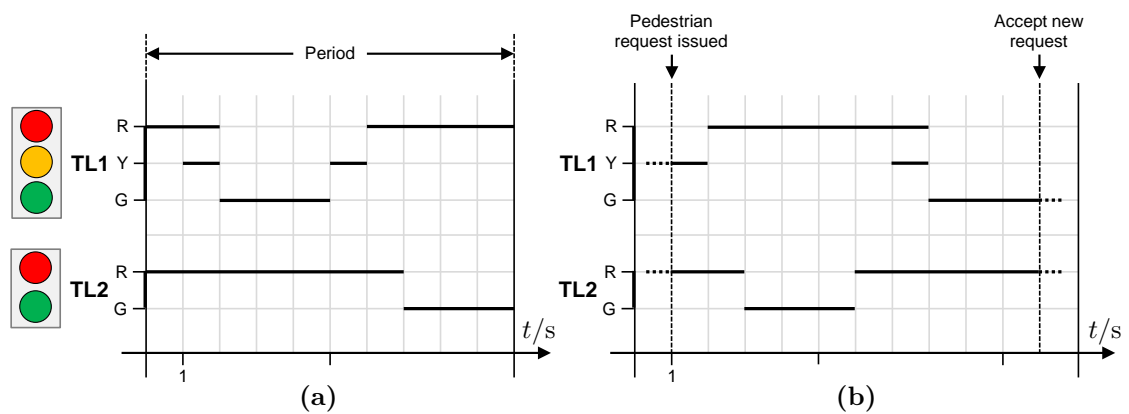 Period
R
Y
G
TL1
R
G
TL2
t/s
1
(a)
Pedestrian
request issued
Accept new
request
R
Y
G
TL1
R
G
TL2
t/s
1
(b)